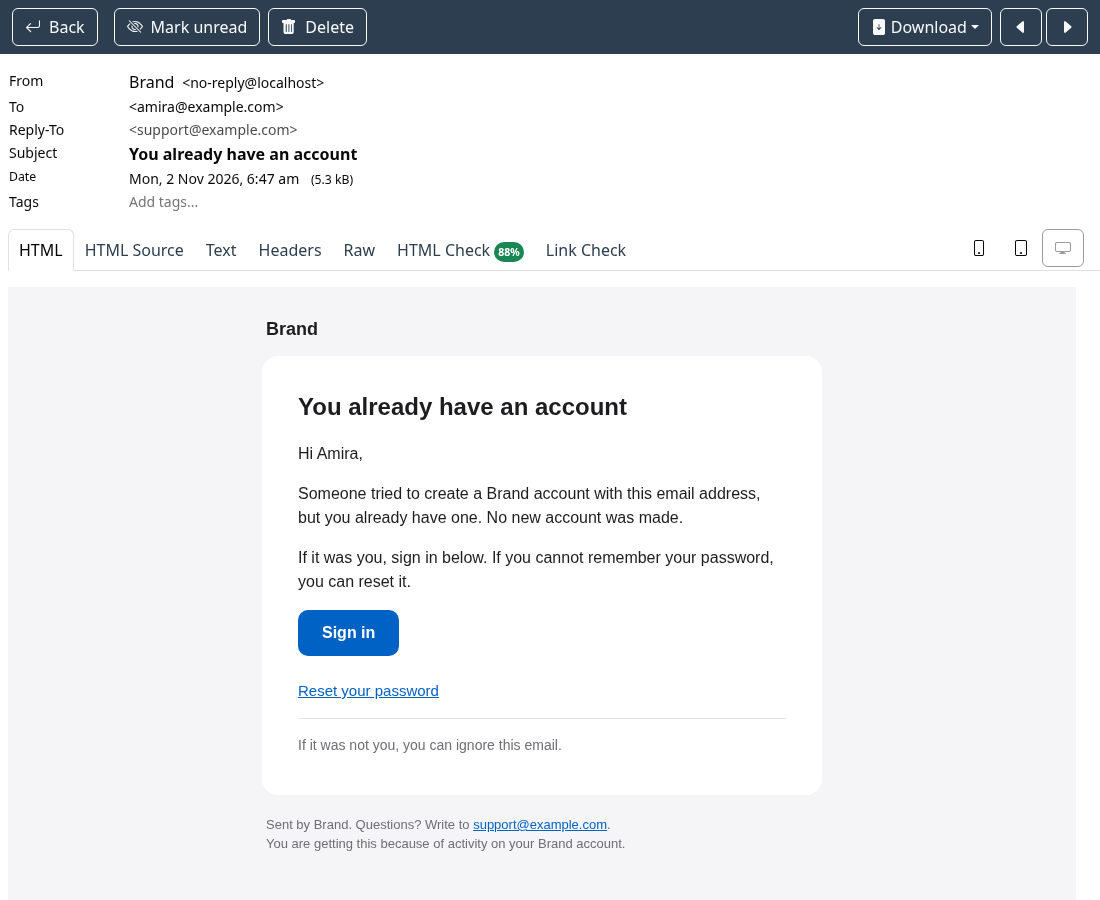 Back Mark unread Delete Download
From Brand <no-reply@localhost>
To <amira@example.com>
Reply-To <support@example.com>
Subject You already have an account
Date Mon, 2 Nov 2026, 6:47 am (5.3 kB)
Tags Add tags...
HTML HTML Source Text Headers Raw HTML Check 88% Link Check
Brand
You already have an account
Hi Amira,
Someone tried to create a Brand account with this email address,
but you already have one. No new account was made.
If it was you, sign in below. If you cannot remember your password,
you can reset it.
Sign in
Reset your password
If it was not you, you can ignore this email.
Sent by Brand. Questions? Write to support@example.com.
You are getting this because of activity on your Brand account.